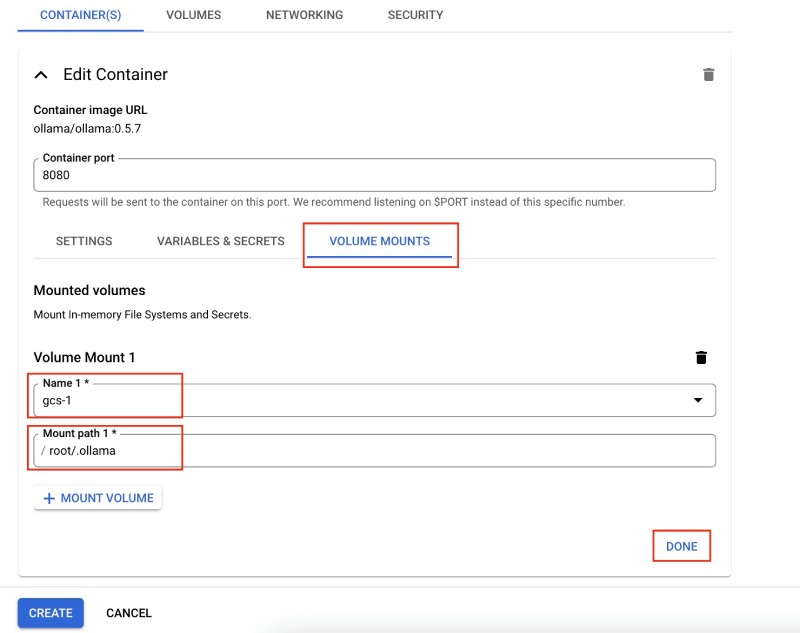 CONTAINER(S) VOLUMES NETWORKING SECURITY
Edit Container
Container image URL
ollama/ollama:0.5.7
Container port
8080
Requests will be sent to the container on this port. We recommend listening on $PORT instead of this specific number.
SETTINGS VARIABLES & SECRETS VOLUME MOUNTS
Mounted volumes
Mount In-memory File Systems and Secrets.
Volume Mount 1
Name 1 *
gcs-1
Mount path 1 *
/ root/.ollama
+ MOUNT VOLUME
DONE
CREATE CANCEL